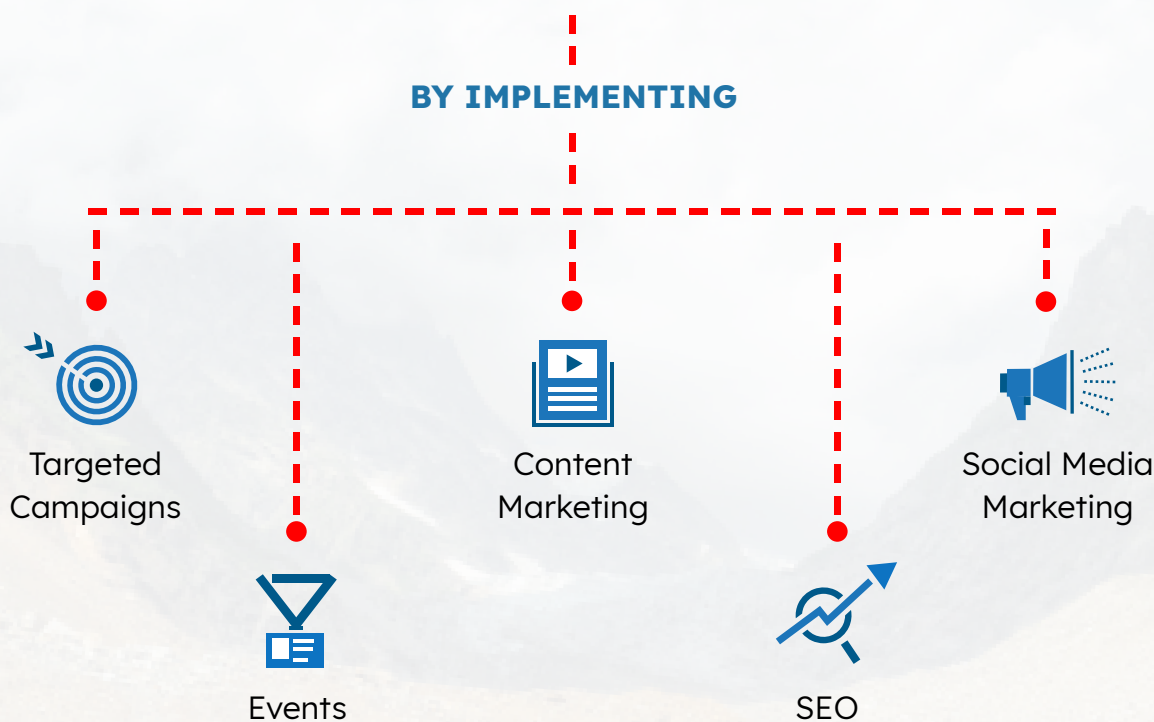 BY IMPLEMENTING
Targeted
Campaigns
Events
Content
Marketing
SEO
Social Media
Marketing